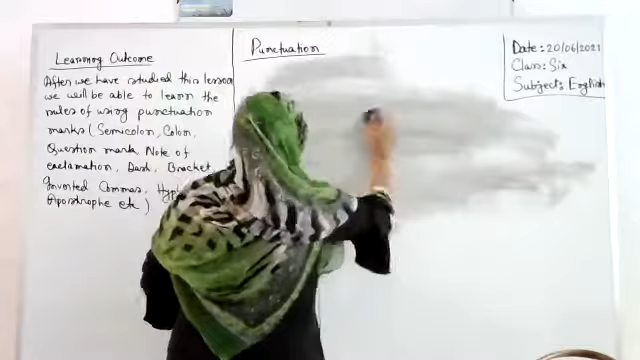 Learning Outcome
After we have studied this lesson
we will be able to learn the
rules of using punctuation
marks (Semicolon, Colon,
Question mark, Note of
exclamation, Dash, Bracket,
Invented Commas, Hyp
Apostrophe etc)
Punctuation
Date: 20/06/2021
Class: Six
Subject: English